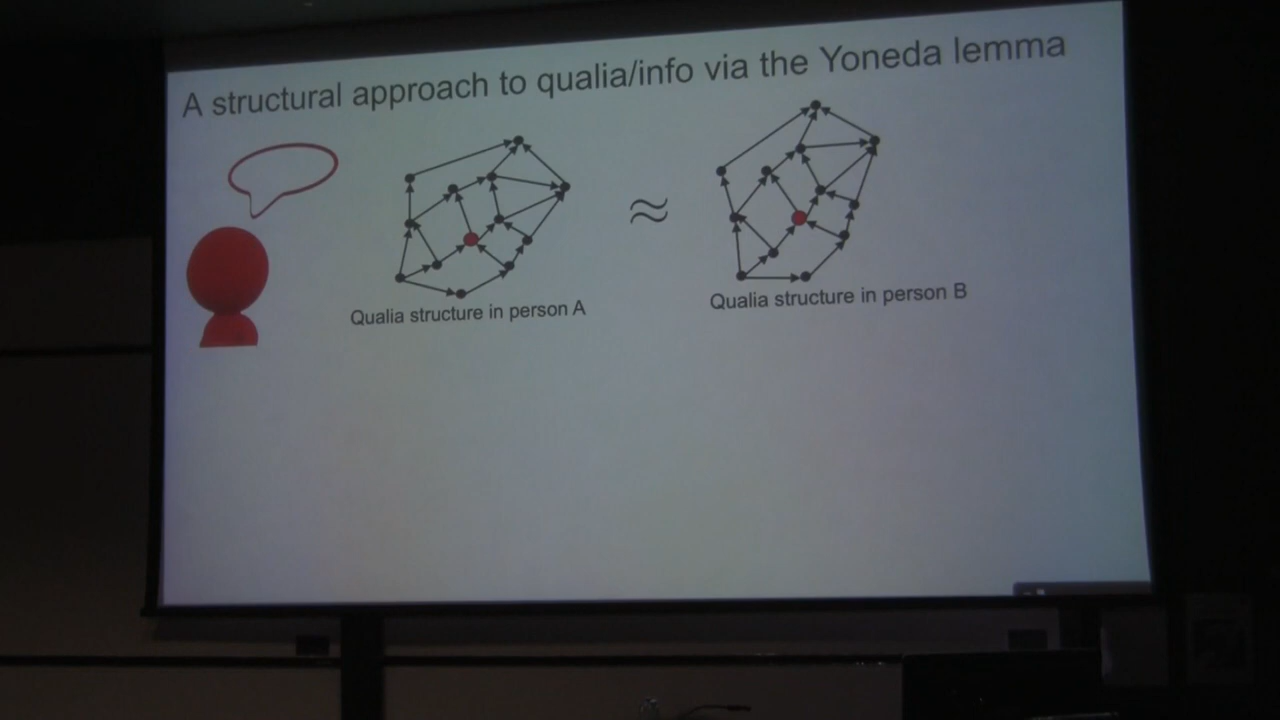 A structural approach to qualia/info via the Yoneda lemma
≈
Qualia structure in person A
Qualia structure in person B